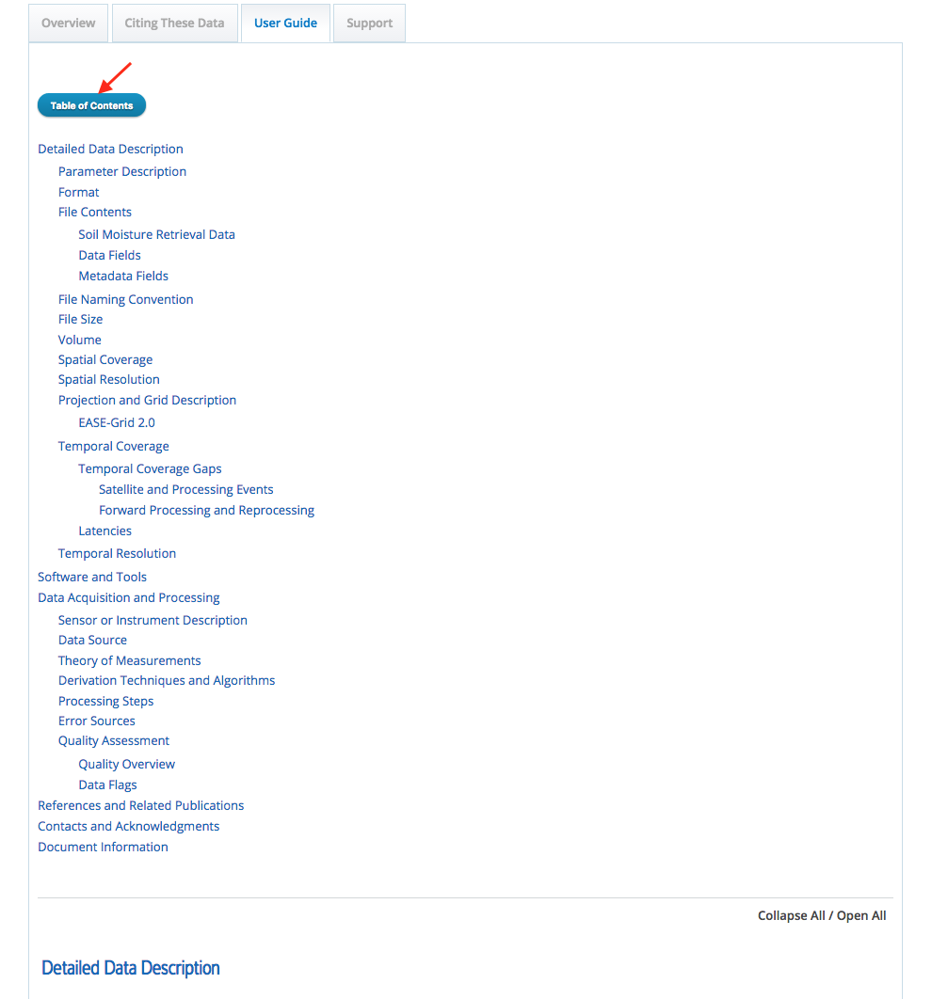 Overview
Citing These Data
User Guide
Support
Table of Contents
Detailed Data Description
Parameter Description
Format
File Contents
Soil Moisture Retrieval Data
Data Fields
Metadata Fields
File Naming Convention
File Size
Volume
Spatial Coverage
Spatial Resolution
Projection and Grid Description
EASE-Grid 2.0
Temporal Coverage
Temporal Coverage Gaps
Satellite and Processing Events
Forward Processing and Reprocessing
Latencies
Temporal Resolution
Software and Tools
Data Acquisition and Processing
Sensor or Instrument Description
Data Source
Theory of Measurements
Derivation Techniques and Algorithms
Processing Steps
Error Sources
Quality Assessment
Quality Overview
Data Flags
References and Related Publications
Contacts and Acknowledgments
Document Information
Collapse All / Open All
Detailed Data Description